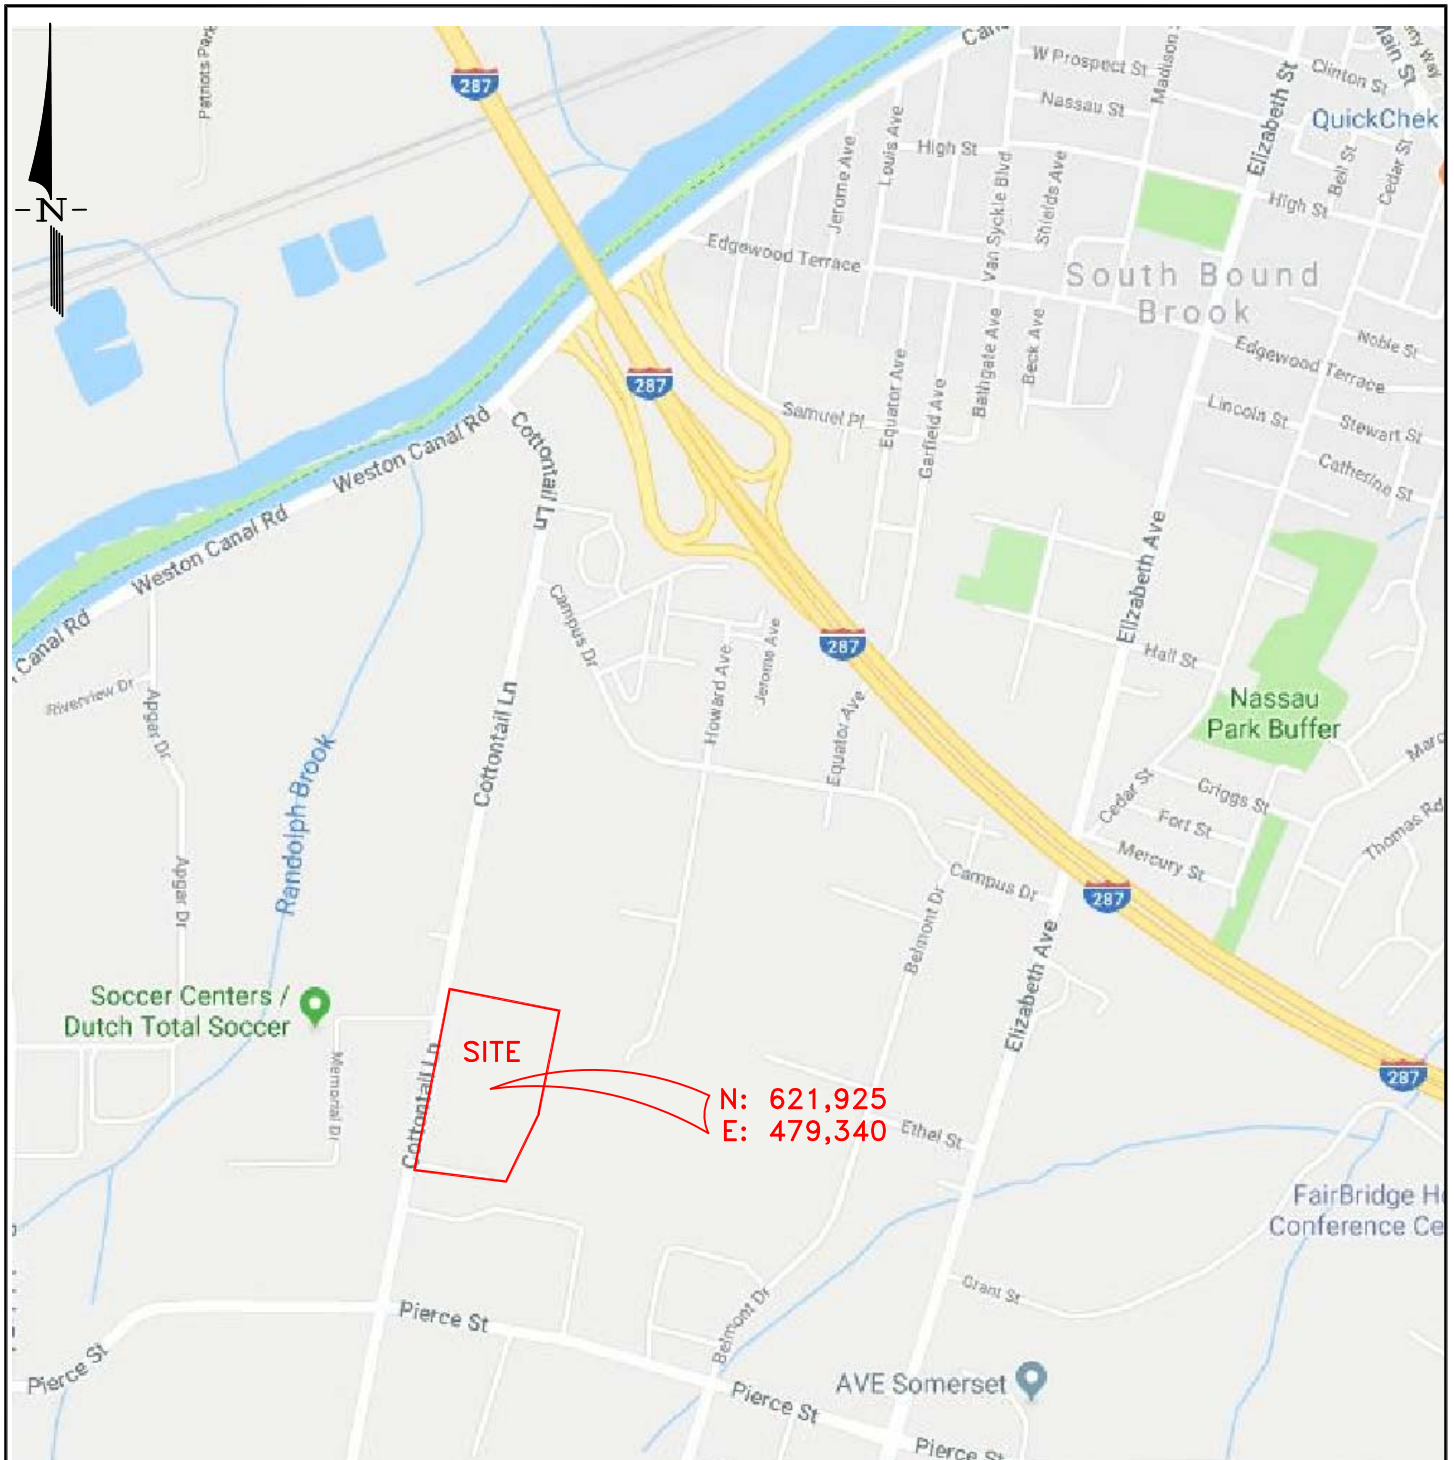 Patriots Park
287
Can
W Prospect St
Madison
Main St
Clinton St
Nassau St
Elizabeth St
QuickChek
Louis Ave
Jerome Ave
High St
Van Syckle Blvd
Shields Ave
Bell St
Cedar St
High St
-N-
Edgewood Terrace
South Bound
Brook
Bathgate Ave
Beck Ave
Noble St
Edgewood Terrace
287
Equator Ave
Garfield Ave
Samuel Pl
Lincoln St
Stewart St
Catherine St
Weston Canal Rd
Cottontail Ln
Weston Canal Rd
Elizabeth Ave
Campus Dr
Canal Rd
Howard Ave
Jerome Ave
287
Hall St
Riverview Dr
Apgar Dr
Cottontail Ln
Equator Ave
Nassau
Park Buffer
Randolph Brook
Cedar St
Griggs St
Fort St
Thomas Rd
Mercury St
Apgar Dr
Campus Dr
287
Belmont Dr
Elizabeth Ave
Soccer Centers /
Dutch Total Soccer
SITE
Memorial Dr
Cottontail Ln
287
N: 621,925
E: 479,340
Ethel St
FairBridge H
Conference Ce
Grant St
Pierce St
Belmont Dr
Pierce St
AVE Somerset
Pierce St
Pierce St